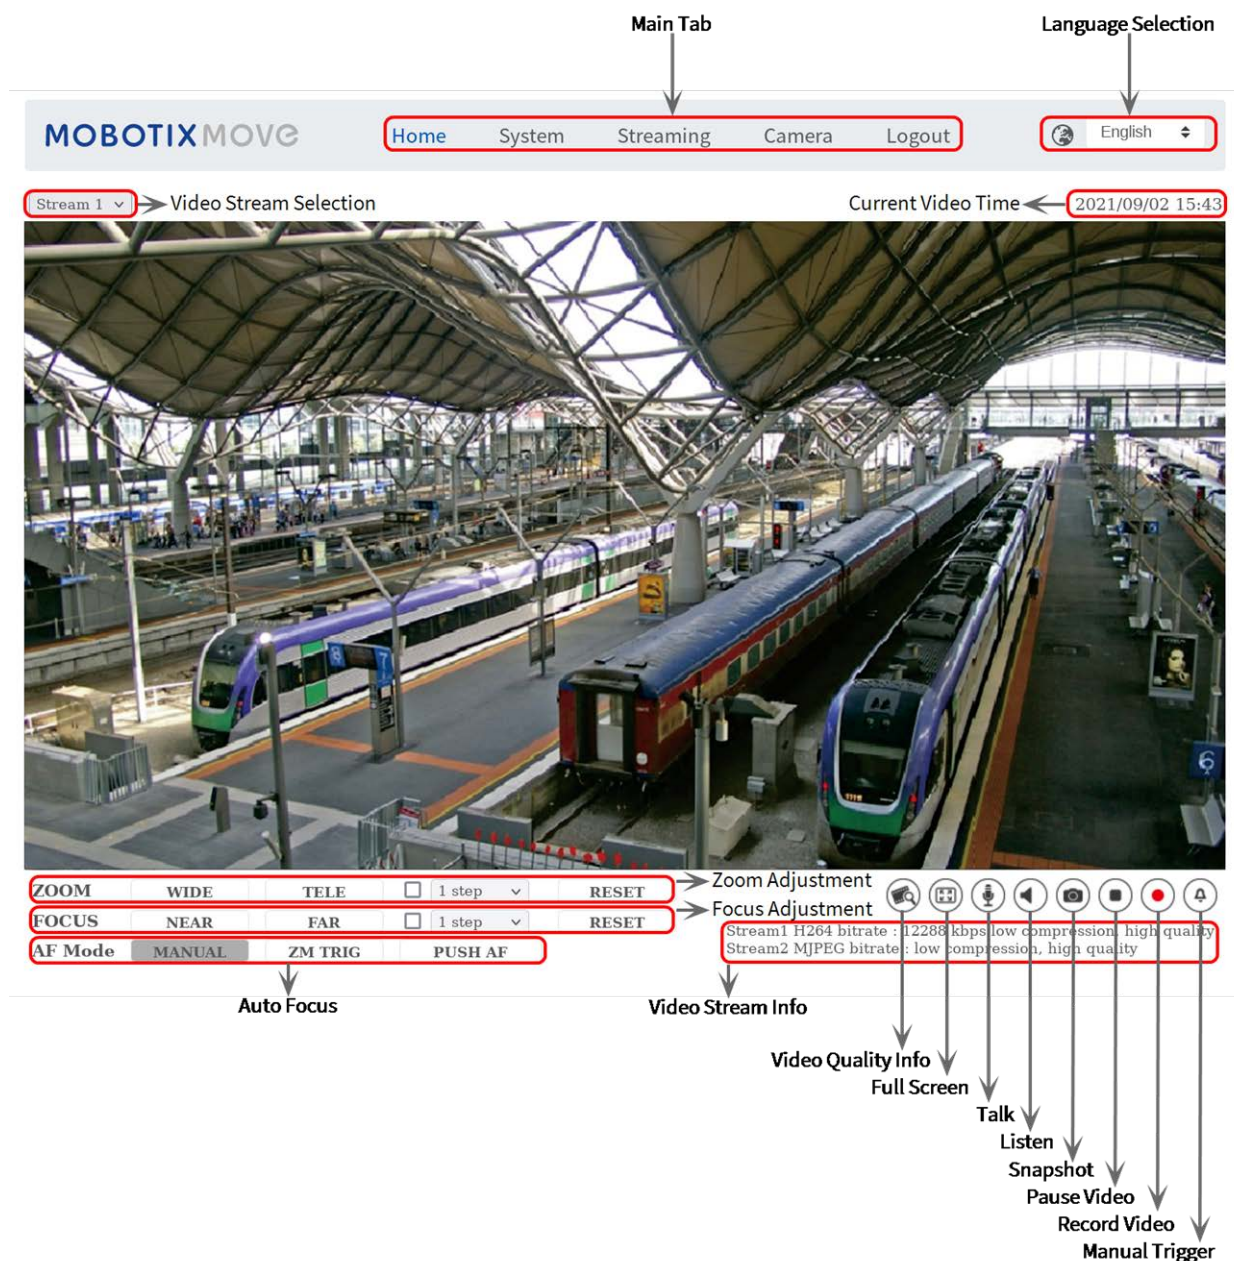 Main Tab
Language Selection
MOBOTIX MOVE
Home System Streaming Camera Logout
English
Stream 1
Video Stream Selection
Current Video Time
2021/09/02 15:43
8
7
6
ZOOM WIDE TELE 1 step RESET
Zoom Adjustment
FOCUS NEAR FAR 1 step RESET
Focus Adjustment
AF Mode MANUAL ZM TRIG PUSH AF
Stream1 H264 bitrate : 12288 kbps low compression, high quality
Stream2 MJPEG bitrate : low compression, high quality
Auto Focus
Video Stream Info
Video Quality Info
Full Screen
Talk
Listen
Snapshot
Pause Video
Record Video
Manual Trigger